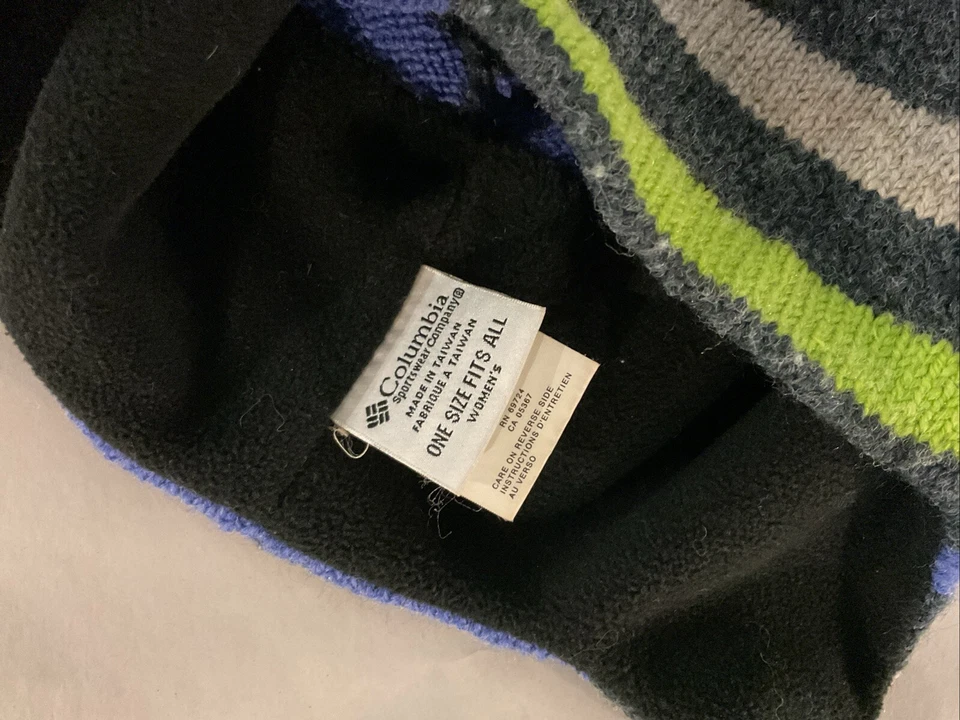 Columbia
Sportswear Company®
MADE IN TAIWAN
FABRIQUE A TAIWAN
ONE SIZE FITS ALL
WOMEN'S
RN 69724
CA 05367
CARE ON REVERSE SIDE
INSTRUCTIONS D'ENTRETIEN
AU VERSO